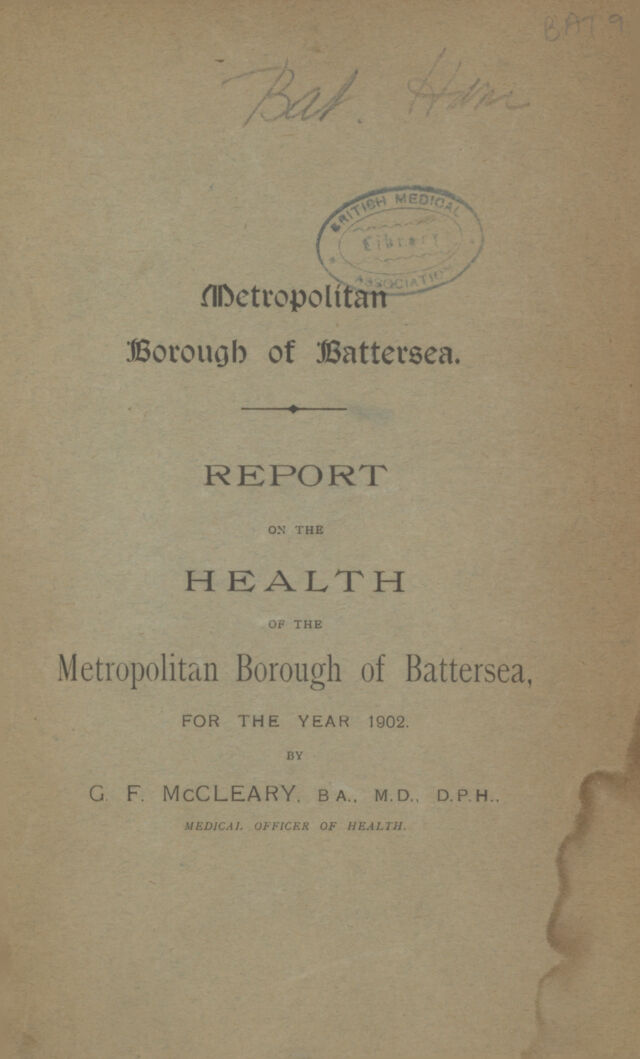 BAT 9
Bat. Ham
BRITISH MEDICAL
Library
ASSOCIATION
Metropolitan
Borough of Battersea.
REPORT
ON THE
HEALTH
OF THE
Metropolitan Borough of Battersea,
FOR THE YEAR 1902.
BY
G. F. McCLEARY, B A., M.D., D.P.H.,
MEDICAL OFFICER OF HEALTH.